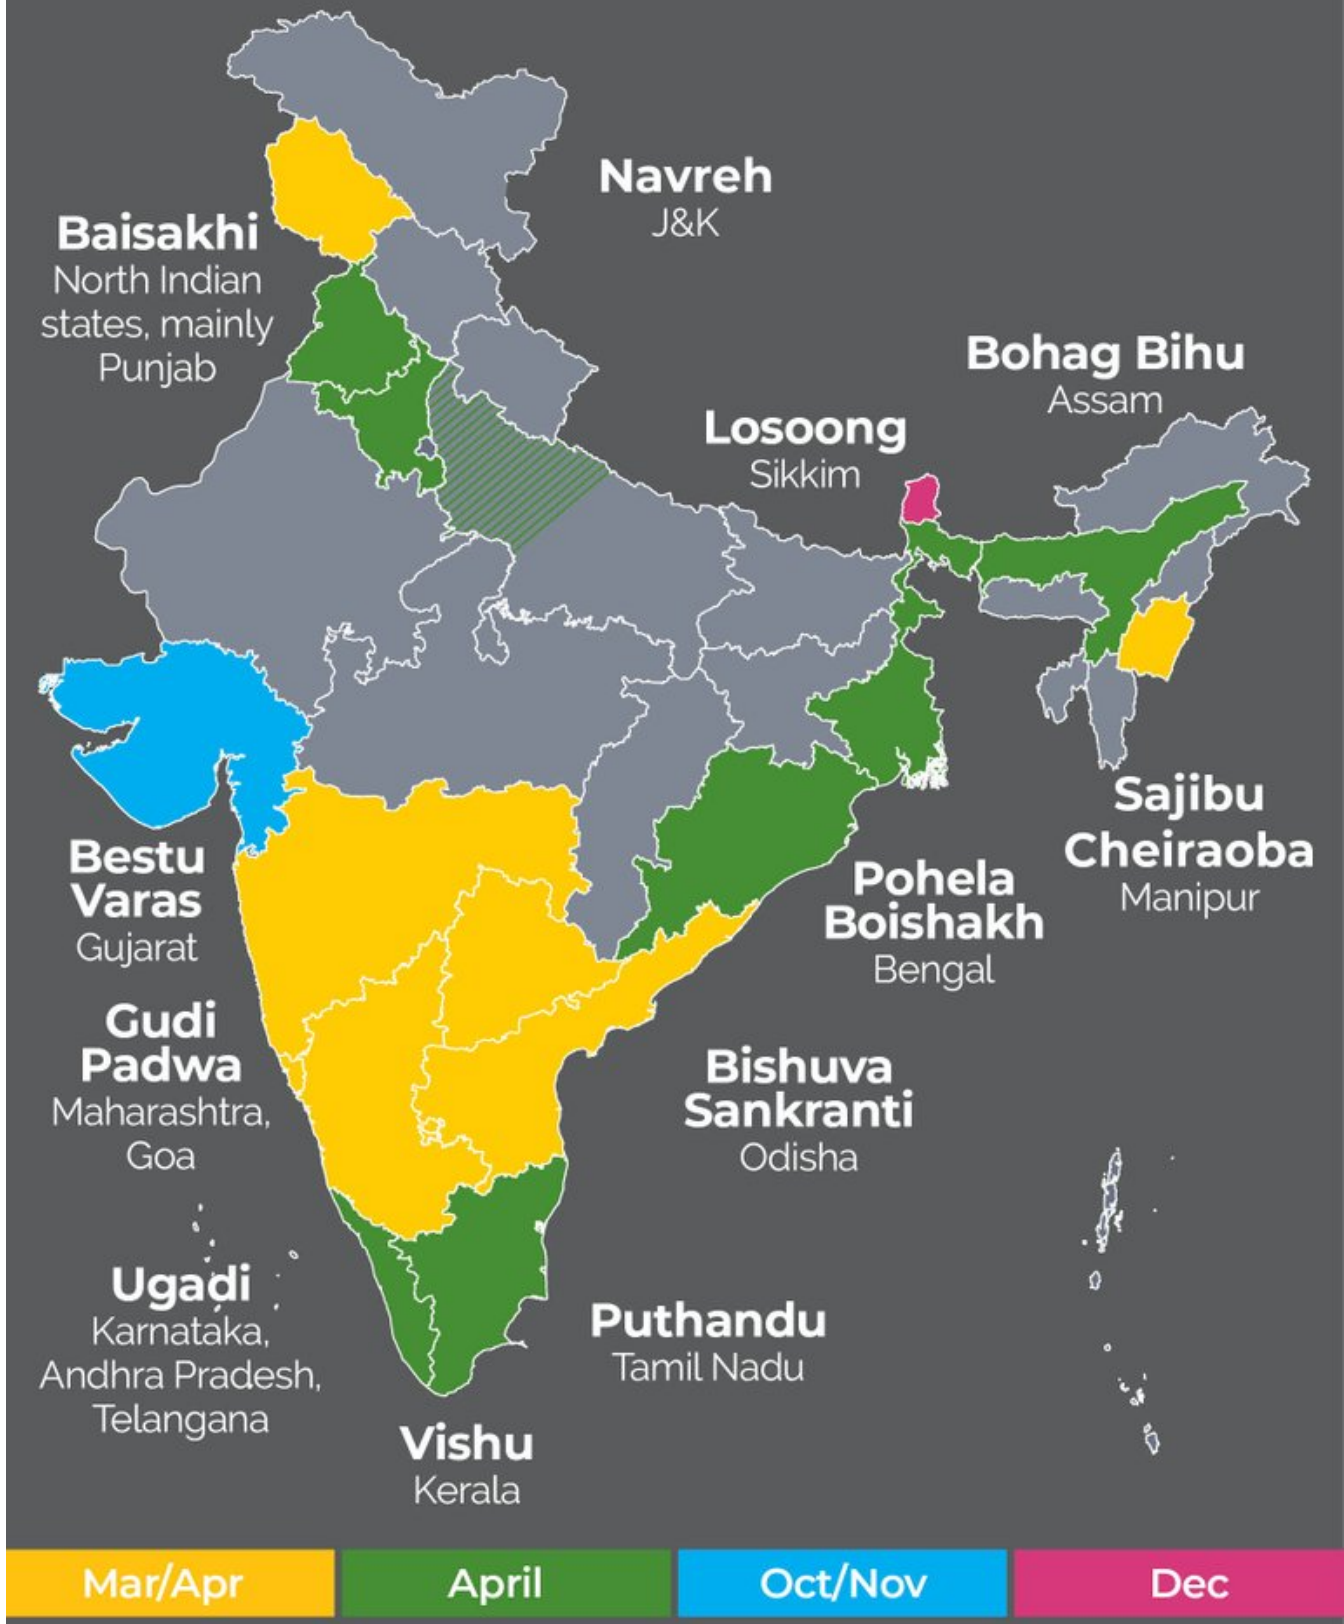 Navreh
J&K
Baisakhi
North Indian
states, mainly
Punjab
Bohag Bihu
Assam
Losoong
Sikkim
Sajibu
Cheiraoba
Manipur
Bestu
Varas
Gujarat
Pohela
Boishakh
Bengal
Gudi
Padwa
Maharashtra,
Goa
Bishuva
Sankranti
Odisha
Ugadi
Karnataka,
Andhra Pradesh,
Telangana
Puthandu
Tamil Nadu
Vishu
Kerala
Mar/Apr
April
Oct/Nov
Dec